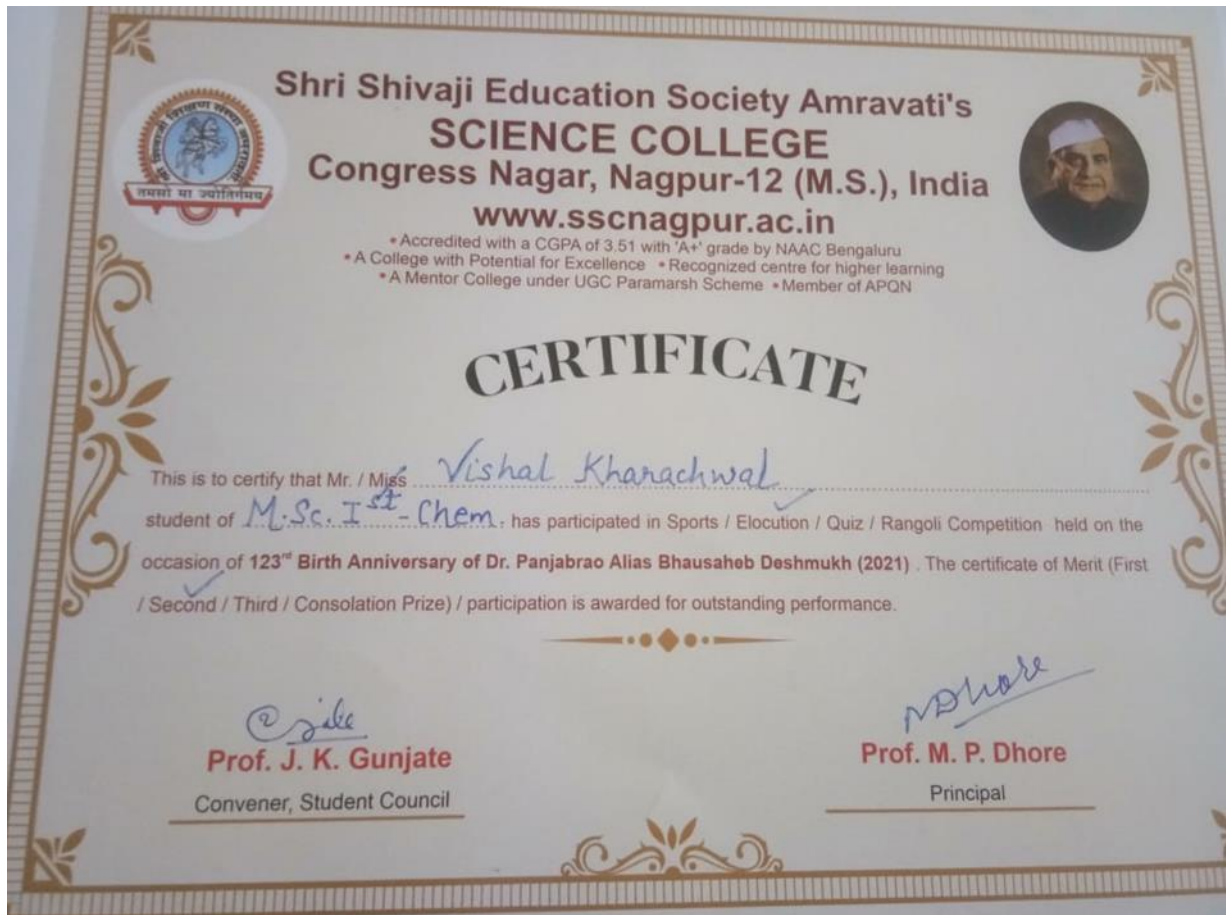 श्री शिवाजी शिक्षण संस्था अमरावती
तमसो मा ज्योतिर्गमय
Shri Shivaji Education Society Amravati's
SCIENCE COLLEGE
Congress Nagar, Nagpur-12 (M.S.), India
www.sscnagpur.ac.in
• Accredited with a CGPA of 3.51 with 'A+' grade by NAAC Bengaluru
• A College with Potential for Excellence • Recognized centre for higher learning
• A Mentor College under UGC Paramarsh Scheme • Member of APQN
CERTIFICATE
This is to certify that Mr. / Miss Vishal Kharachwal
student of M.Sc. Ist - Chem. has participated in Sports / Elocution / Quiz / Rangoli Competition held on the
occasion of 123rd Birth Anniversary of Dr. Panjabrao Alias Bhausaheb Deshmukh (2021) . The certificate of Merit (First
/ Second / Third / Consolation Prize) / participation is awarded for outstanding performance.
Prof. J. K. Gunjate
Convener, Student Council
Prof. M. P. Dhore
Principal